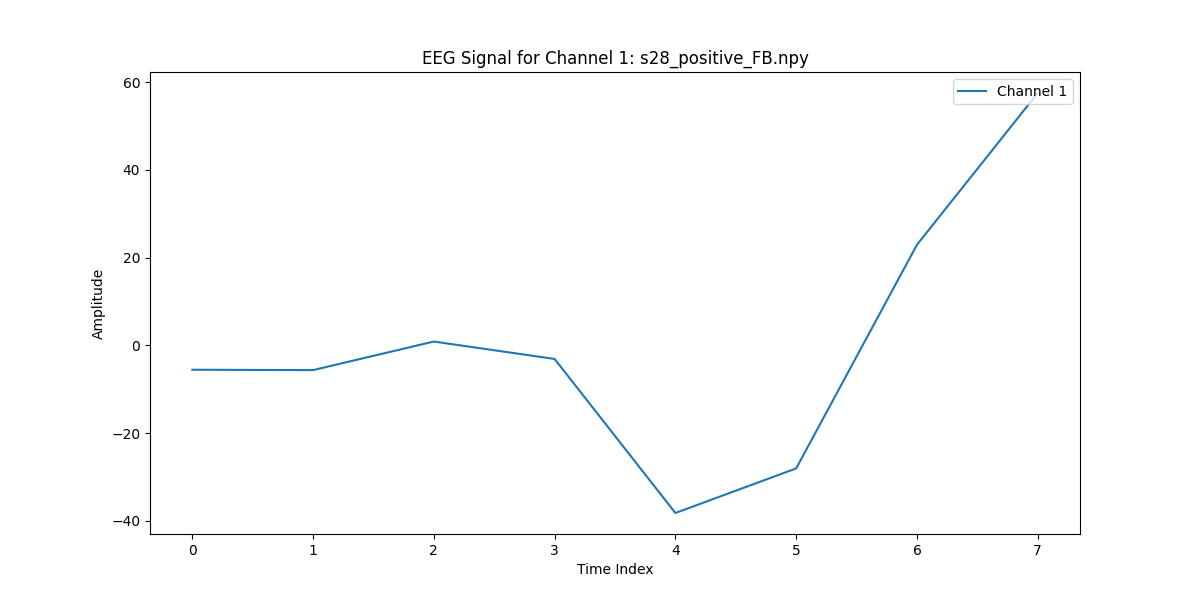 EEG Signal for Channel 1: s28_positive_FB.npy
Channel 1
60
40
20
0
−20
−40
Amplitude
0 1 2 3 4 5 6 7
Time Index